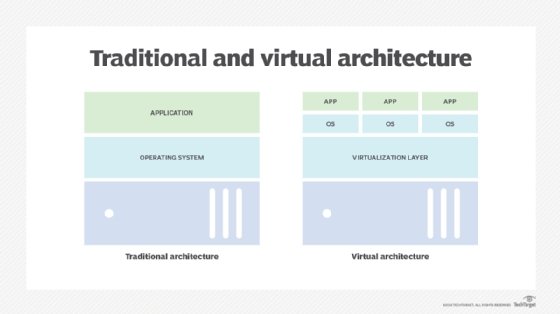 Traditional and virtual architecture
APPLICATION
OPERATING SYSTEM
Traditional architecture
APP APP APP
OS OS OS
VIRTUALIZATION LAYER
Virtual architecture
TECHTARGET, ALL RIGHTS RESERVED
TechTarget